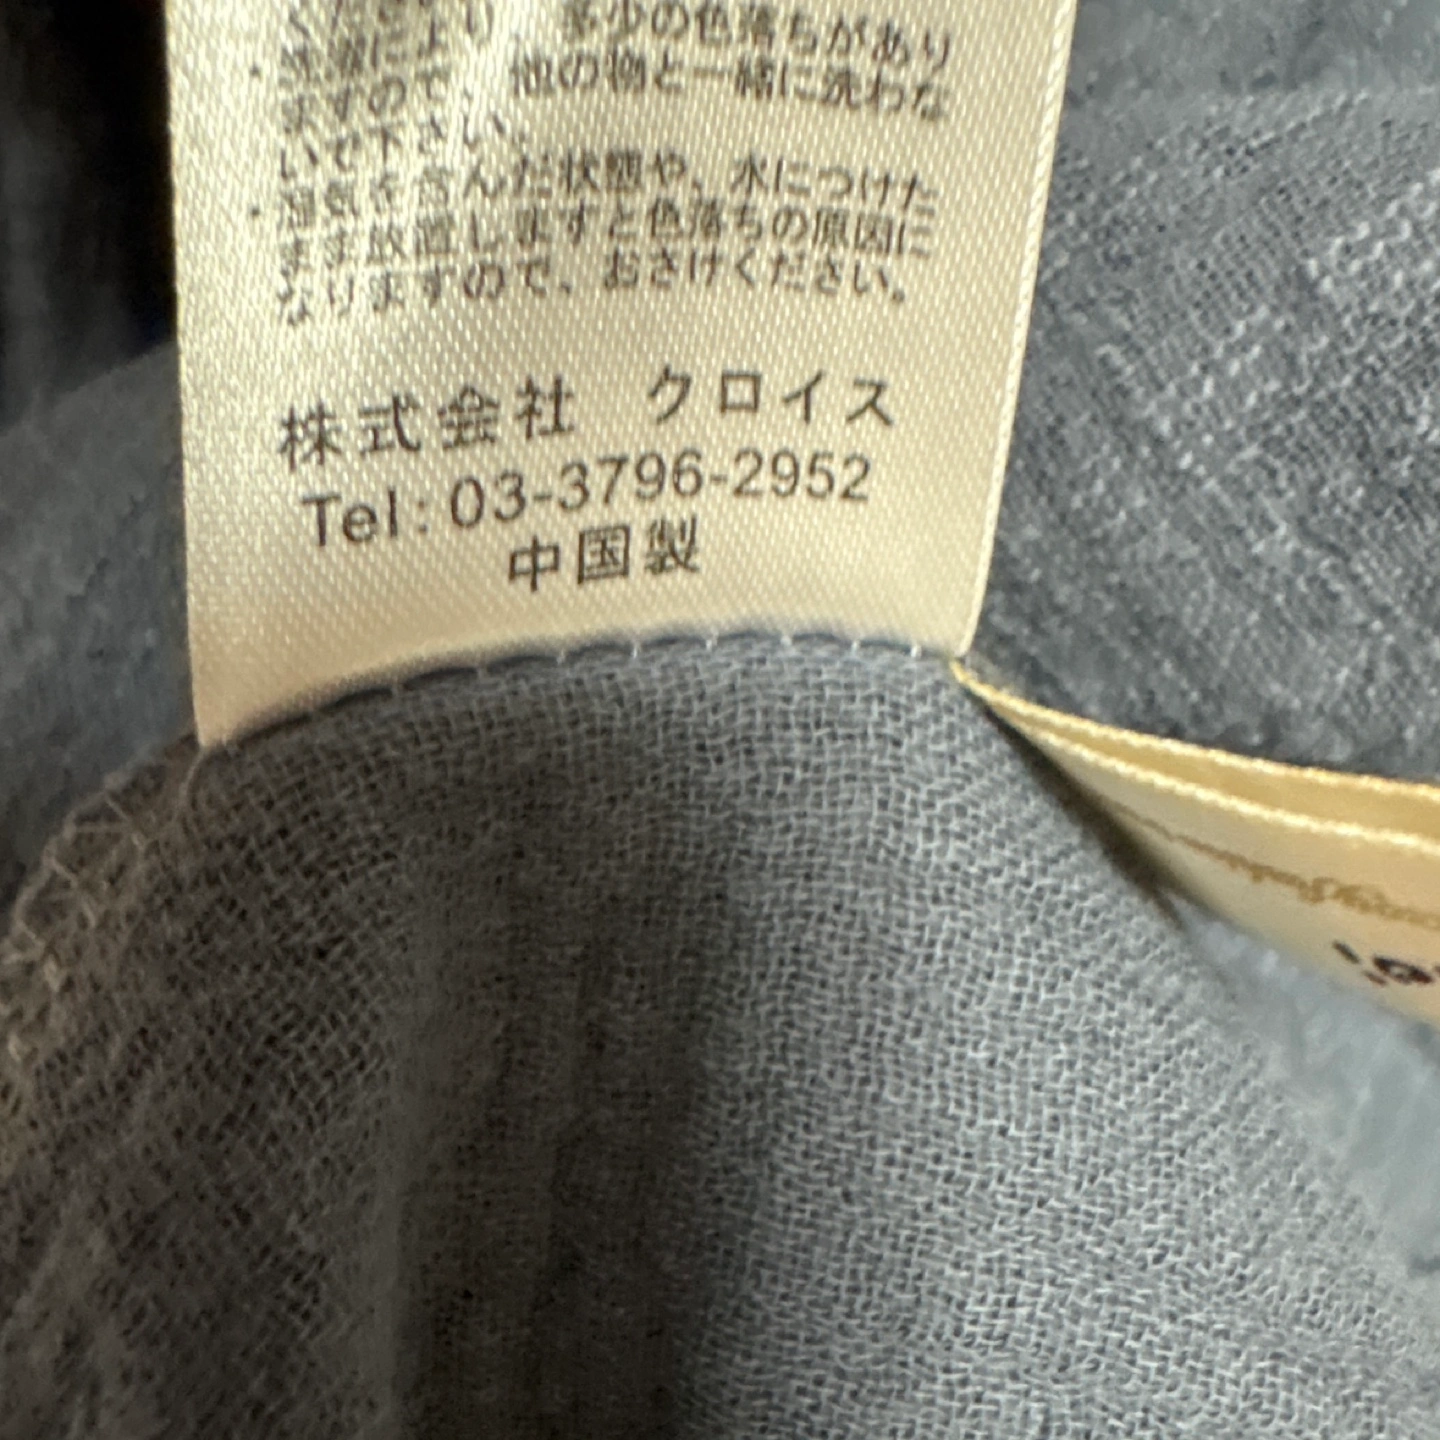 ・洗濯により、多少の色落ちがあり
ますので、他の物と一緒に洗わな
いで下さい。
・湿気を含んだ状態や、水につけた
まま放置しますと色落ちの原因に
なりますので、おさけください。
株式会社 クロイス
Tel:03-3796-2952
中国製